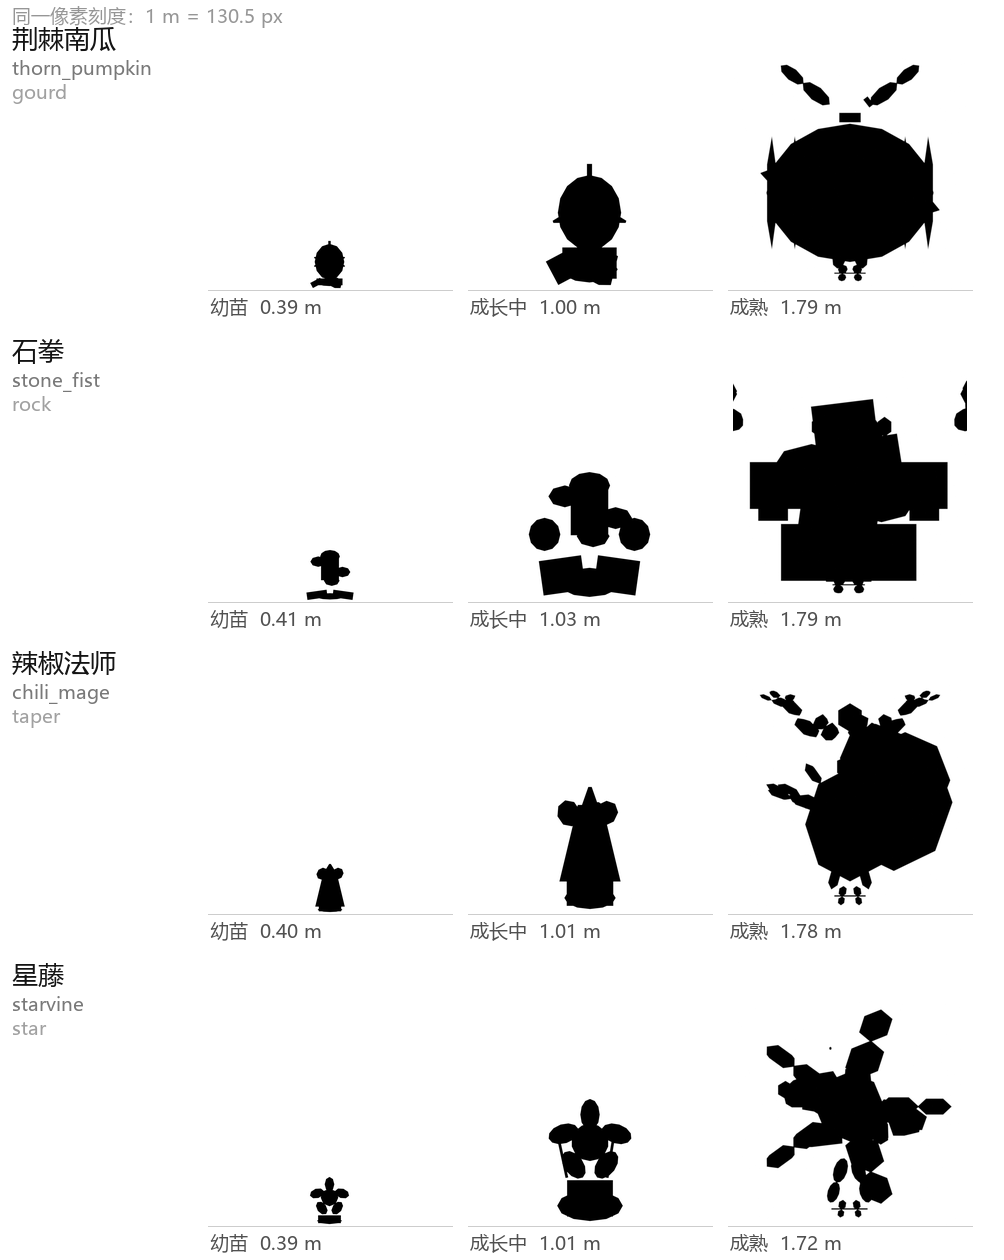 同一像素刻度：1 m = 130.5 px
荆棘南瓜
thorn_pumpkin
gourd
幼苗 0.39 m
成长中 1.00 m
成熟 1.79 m
石拳
stone_fist
rock
幼苗 0.41 m
成长中 1.03 m
成熟 1.79 m
辣椒法师
chili_mage
taper
幼苗 0.40 m
成长中 1.01 m
成熟 1.78 m
星藤
starvine
star
幼苗 0.39 m
成长中 1.01 m
成熟 1.72 m